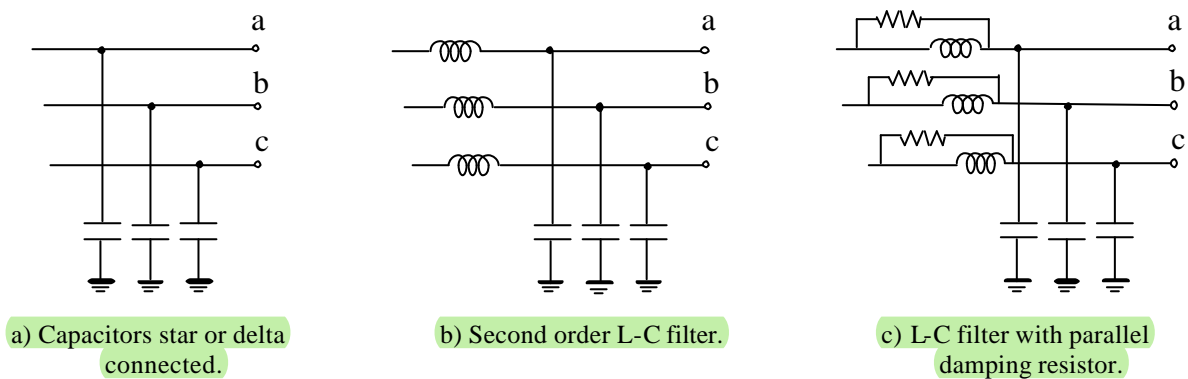 a
b
c
a) Capacitors star or delta
connected.
a
b
c
b) Second order L-C filter.
a
b
c
c) L-C filter with parallel
damping resistor.